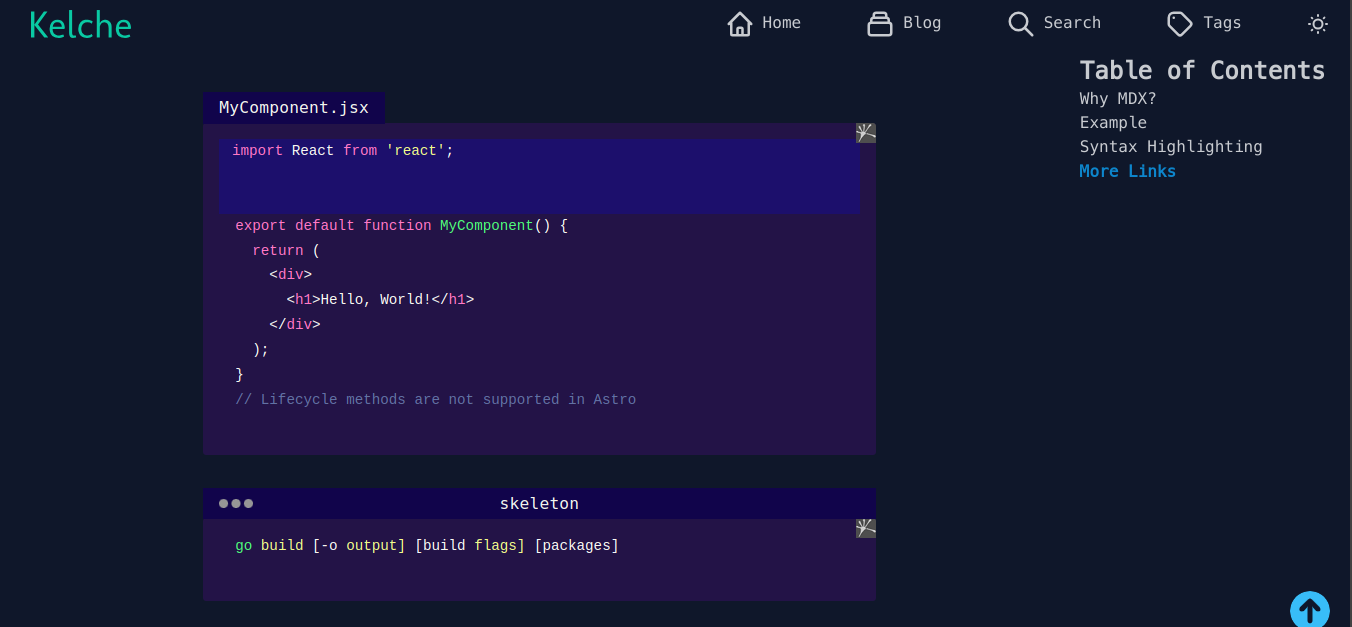 Kelche
Home
Blog
Search
Tags
Table of Contents
Why MDX?
Example
Syntax Highlighting
More Links
MyComponent.jsx
import React from 'react';
export default function MyComponent() {
  return (
    <div>
      <h1>Hello, World!</h1>
    </div>
  );
}
// Lifecycle methods are not supported in Astro
skeleton
go build [-o output] [build flags] [packages]